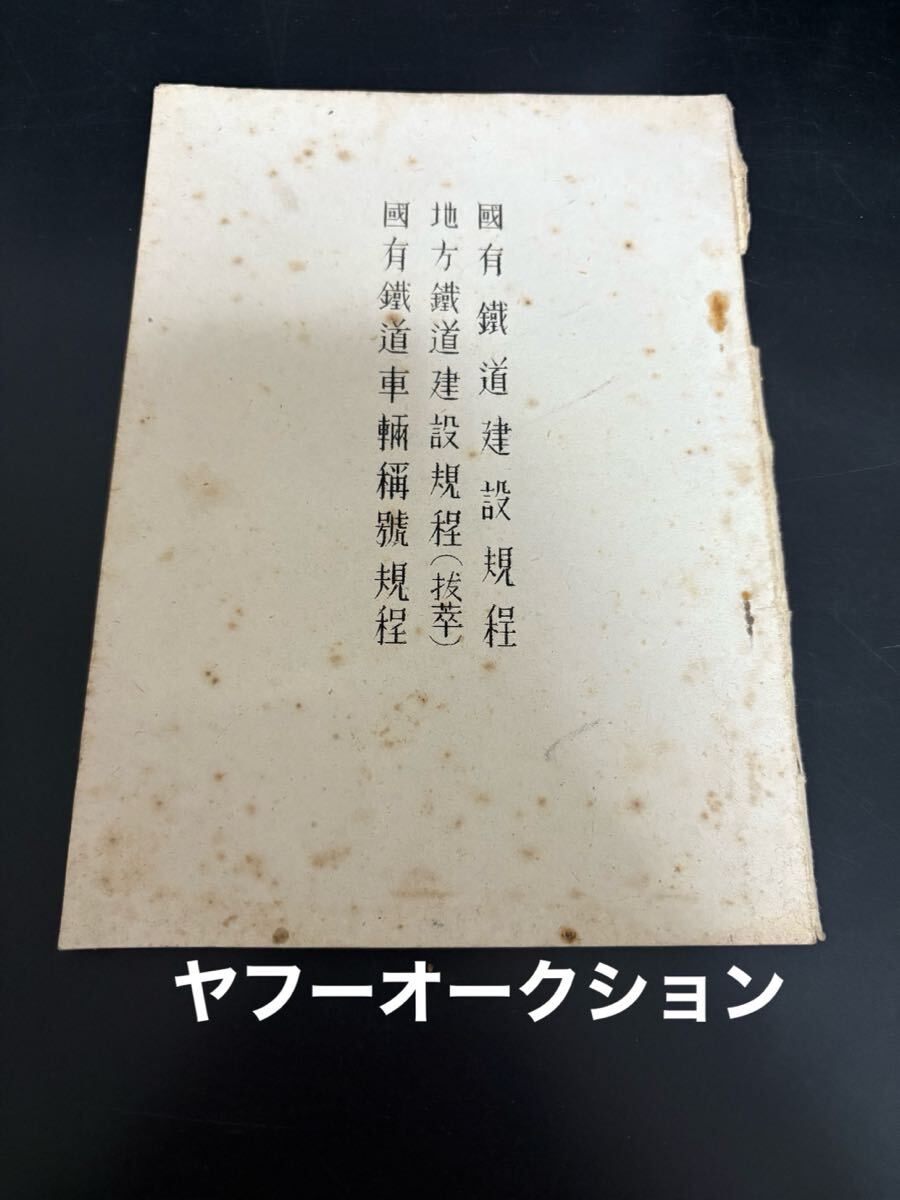 國有鐵道建設規程
地方鐵道建設規程(拔萃)
國有鐵道車輛稱號規程
ヤフーオークション